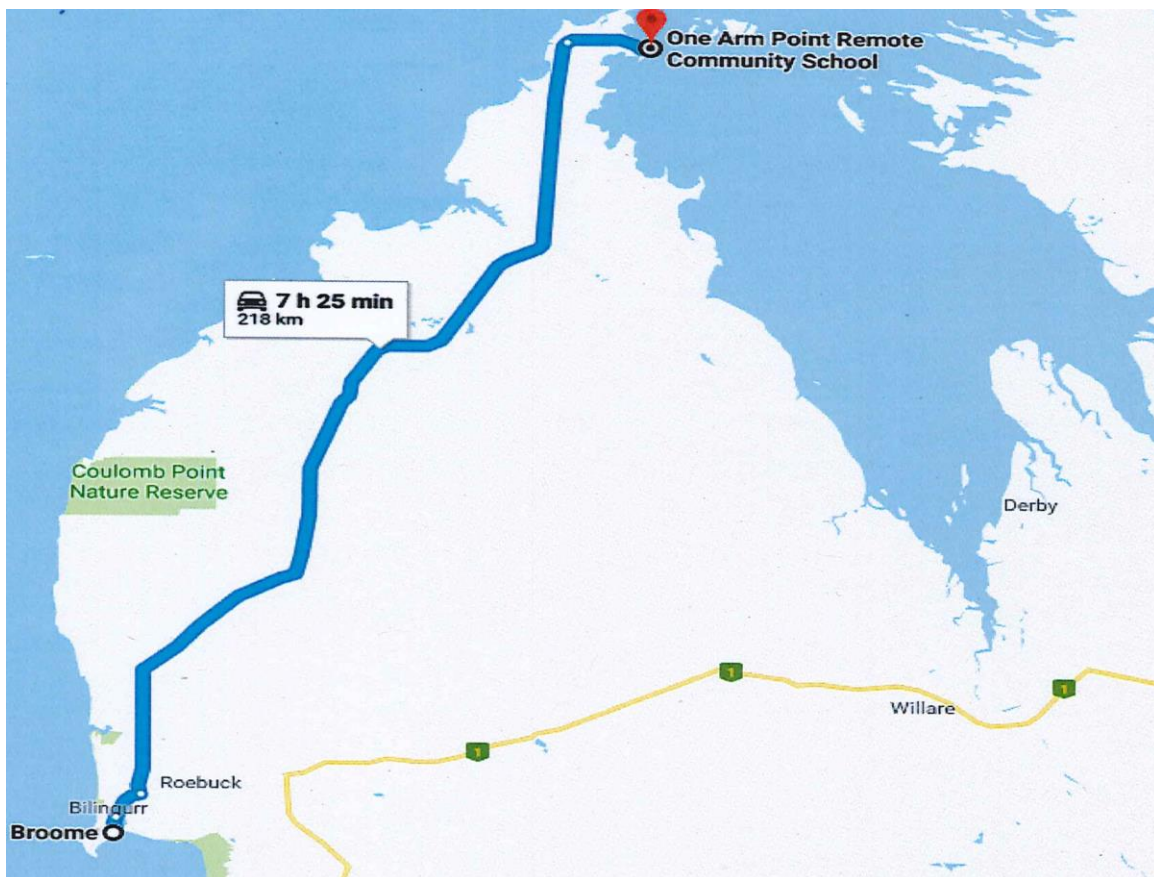 One Arm Point Remote
Community School
7 h 25 min
218 km
Coulomb Point
Nature Reserve
Derby
1
1
Willare
1
Roebuck
Bilingurr
Broome